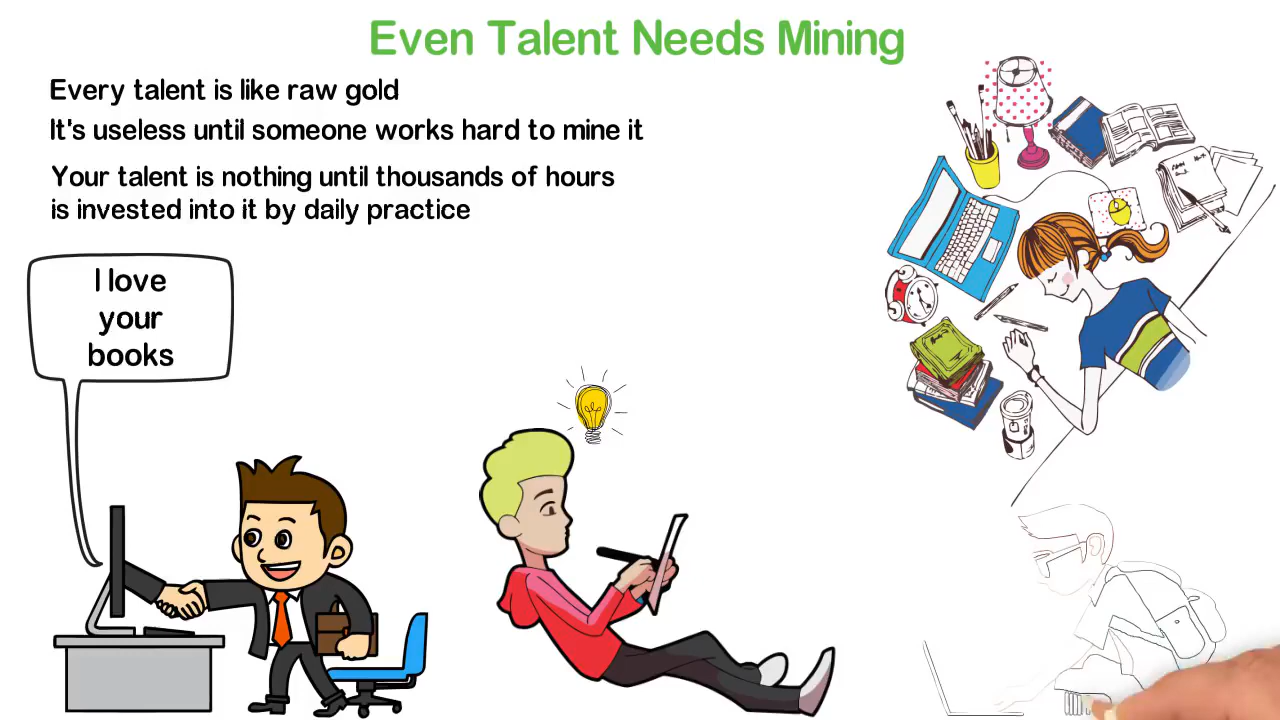 Even Talent Needs Mining
Every talent is like raw gold
It's useless until someone works hard to mine it
Your talent is nothing until thousands of hours
is invested into it by daily practice
I love
your
books